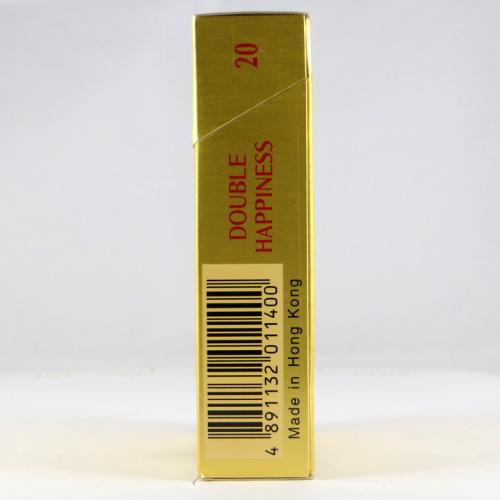 20
DOUBLE
HAPPINESS
4 891132 011400
Made in Hong Kong